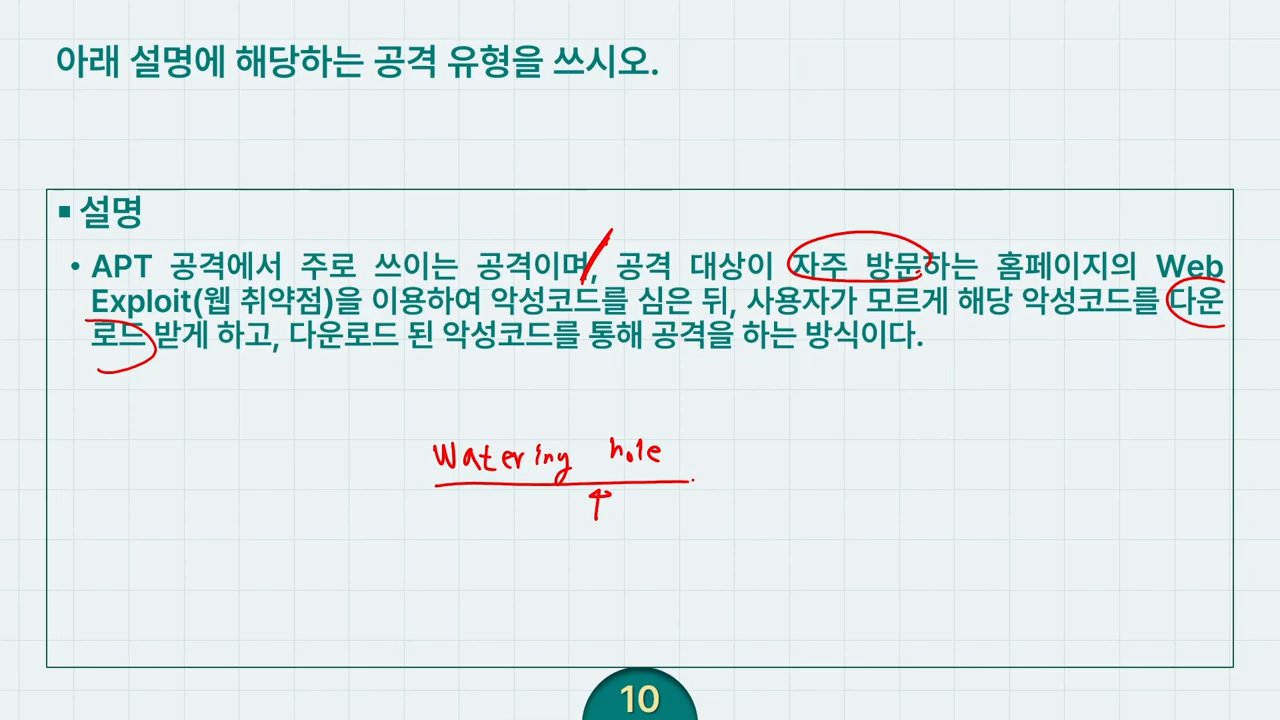 아래 설명에 해당하는 공격 유형을 쓰시오.
▪ 설명
• APT 공격에서 주로 쓰이는 공격이며, 공격 대상이 자주 방문하는 홈페이지의 Web
Exploit(웹 취약점)을 이용하여 악성코드를 심은 뒤, 사용자가 모르게 해당 악성코드를 다운
로드 받게 하고, 다운로드 된 악성코드를 통해 공격을 하는 방식이다.
Watering hole
10